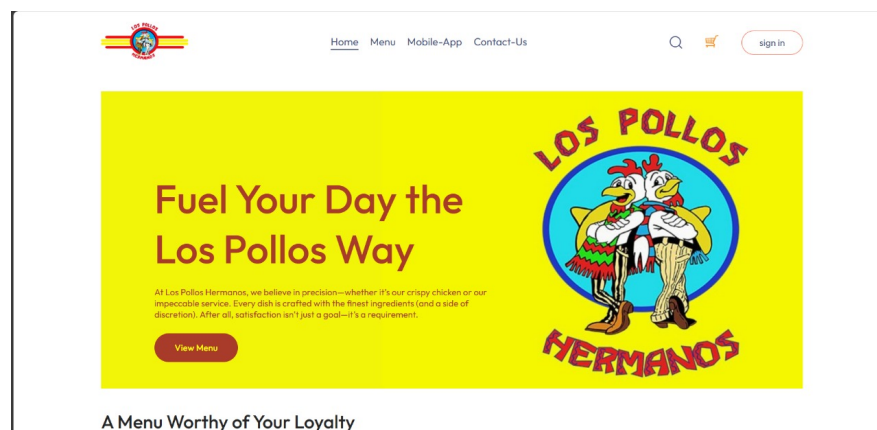 LOS POLLOS
HERMANOS
Home Menu Mobile-App Contact-Us
sign in
LOS POLLOS
Fuel Your Day the
Los Pollos Way
At Los Pollos Hermanos, we believe in precision—whether it's our crispy chicken or our
impeccable service. Every dish is crafted with the finest ingredients (and a side of
discretion). After all, satisfaction isn't just a goal—it's a requirement.
View Menu
HERMANOS
A Menu Worthy of Your Loyalty